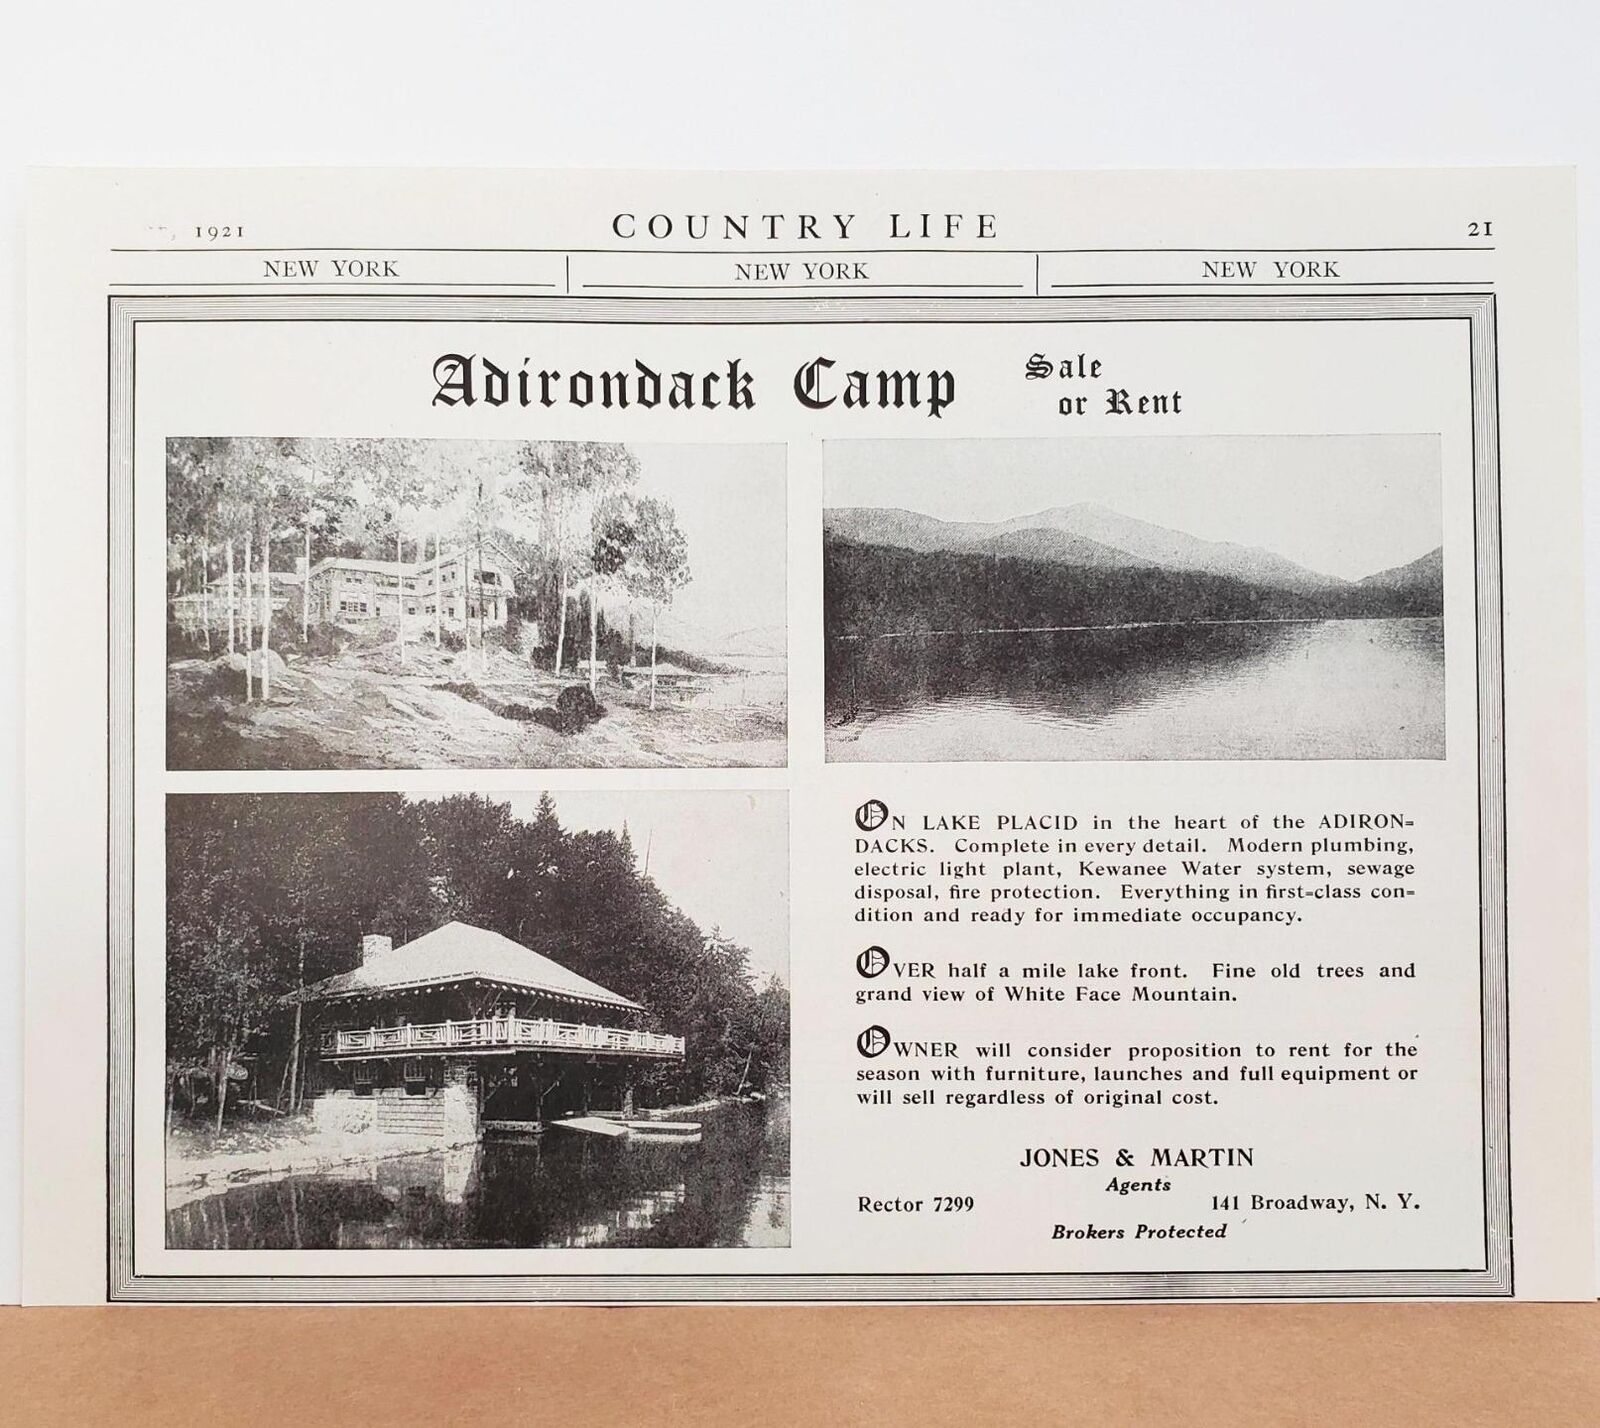 1921 COUNTRY LIFE 21
NEW YORK NEW YORK NEW YORK
Adirondack Camp Sale
or Rent
ON LAKE PLACID in the heart of the ADIRON=
DACKS. Complete in every detail. Modern plumbing,
electric light plant, Kewanee Water system, sewage
disposal, fire protection. Everything in first=class con=
dition and ready for immediate occupancy.
OVER half a mile lake front. Fine old trees and
grand view of White Face Mountain.
OWNER will consider proposition to rent for the
season with furniture, launches and full equipment or
will sell regardless of original cost.
JONES & MARTIN
Agents
Rector 7299 141 Broadway, N. Y.
Brokers Protected